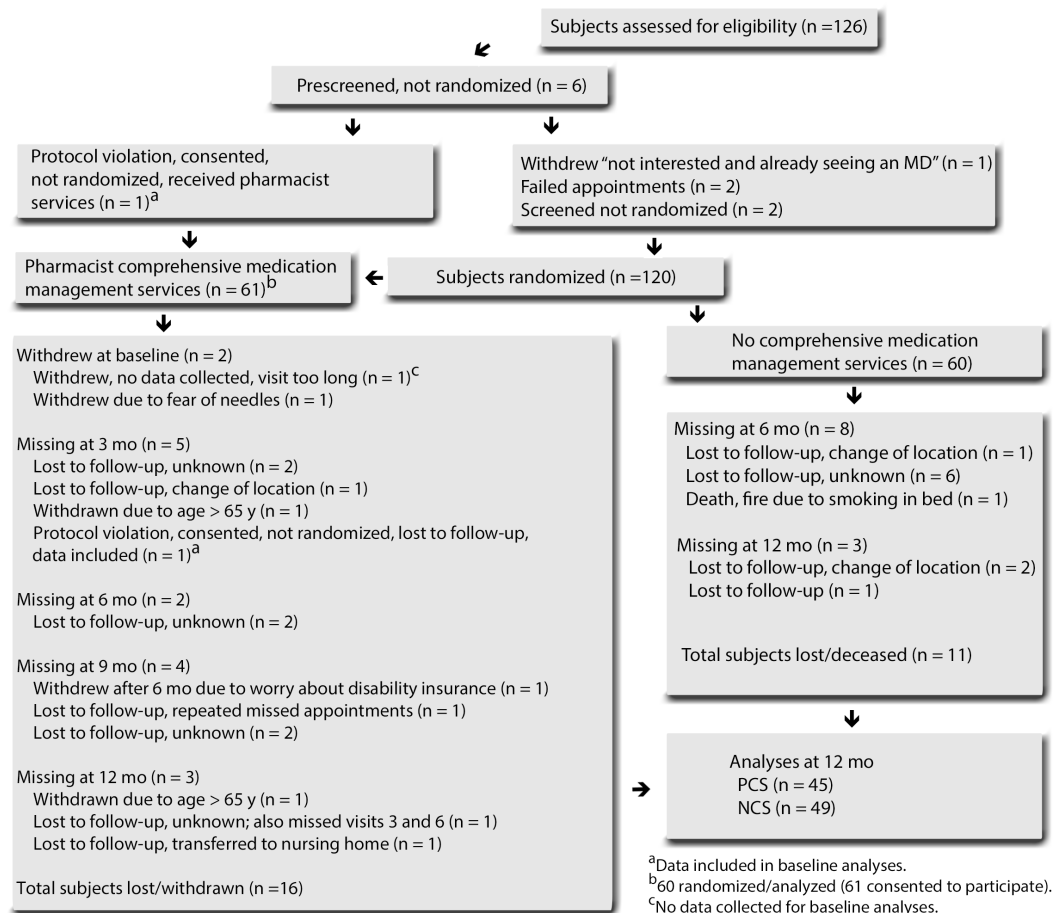 Subjects assessed for eligibility (n =126)
Prescreened, not randomized (n = 6)
Protocol violation, consented,
not randomized, received pharmacist
services (n = 1)a
Withdrew “not interested and already seeing an MD” (n = 1)
Failed appointments (n = 2)
Screened not randomized (n = 2)
Pharmacist comprehensive medication
management services (n = 61)b
Subjects randomized (n =120)
No comprehensive medication
management services (n = 60)
Withdrew at baseline (n = 2)
Withdrew, no data collected, visit too long (n = 1)c
Withdrew due to fear of needles (n = 1)
Missing at 3 mo (n = 5)
Lost to follow-up, unknown (n = 2)
Lost to follow-up, change of location (n = 1)
Withdrawn due to age > 65 y (n = 1)
Protocol violation, consented, not randomized, lost to follow-up,
data included (n = 1)a
Missing at 6 mo (n = 2)
Lost to follow-up, unknown (n = 2)
Missing at 9 mo (n = 4)
Withdrew after 6 mo due to worry about disability insurance (n = 1)
Lost to follow-up, repeated missed appointments (n = 1)
Lost to follow-up, unknown (n = 2)
Missing at 12 mo (n = 3)
Withdrawn due to age > 65 y (n = 1)
Lost to follow-up, unknown; also missed visits 3 and 6 (n = 1)
Lost to follow-up, transferred to nursing home (n = 1)
Total subjects lost/withdrawn (n =16)
Missing at 6 mo (n = 8)
Lost to follow-up, change of location (n = 1)
Lost to follow-up, unknown (n = 6)
Death, fire due to smoking in bed (n = 1)
Missing at 12 mo (n = 3)
Lost to follow-up, change of location (n = 2)
Lost to follow-up (n = 1)
Total subjects lost/deceased (n = 11)
Analyses at 12 mo
PCS (n = 45)
NCS (n = 49)
aData included in baseline analyses.
b60 randomized/analyzed (61 consented to participate).
cNo data collected for baseline analyses.